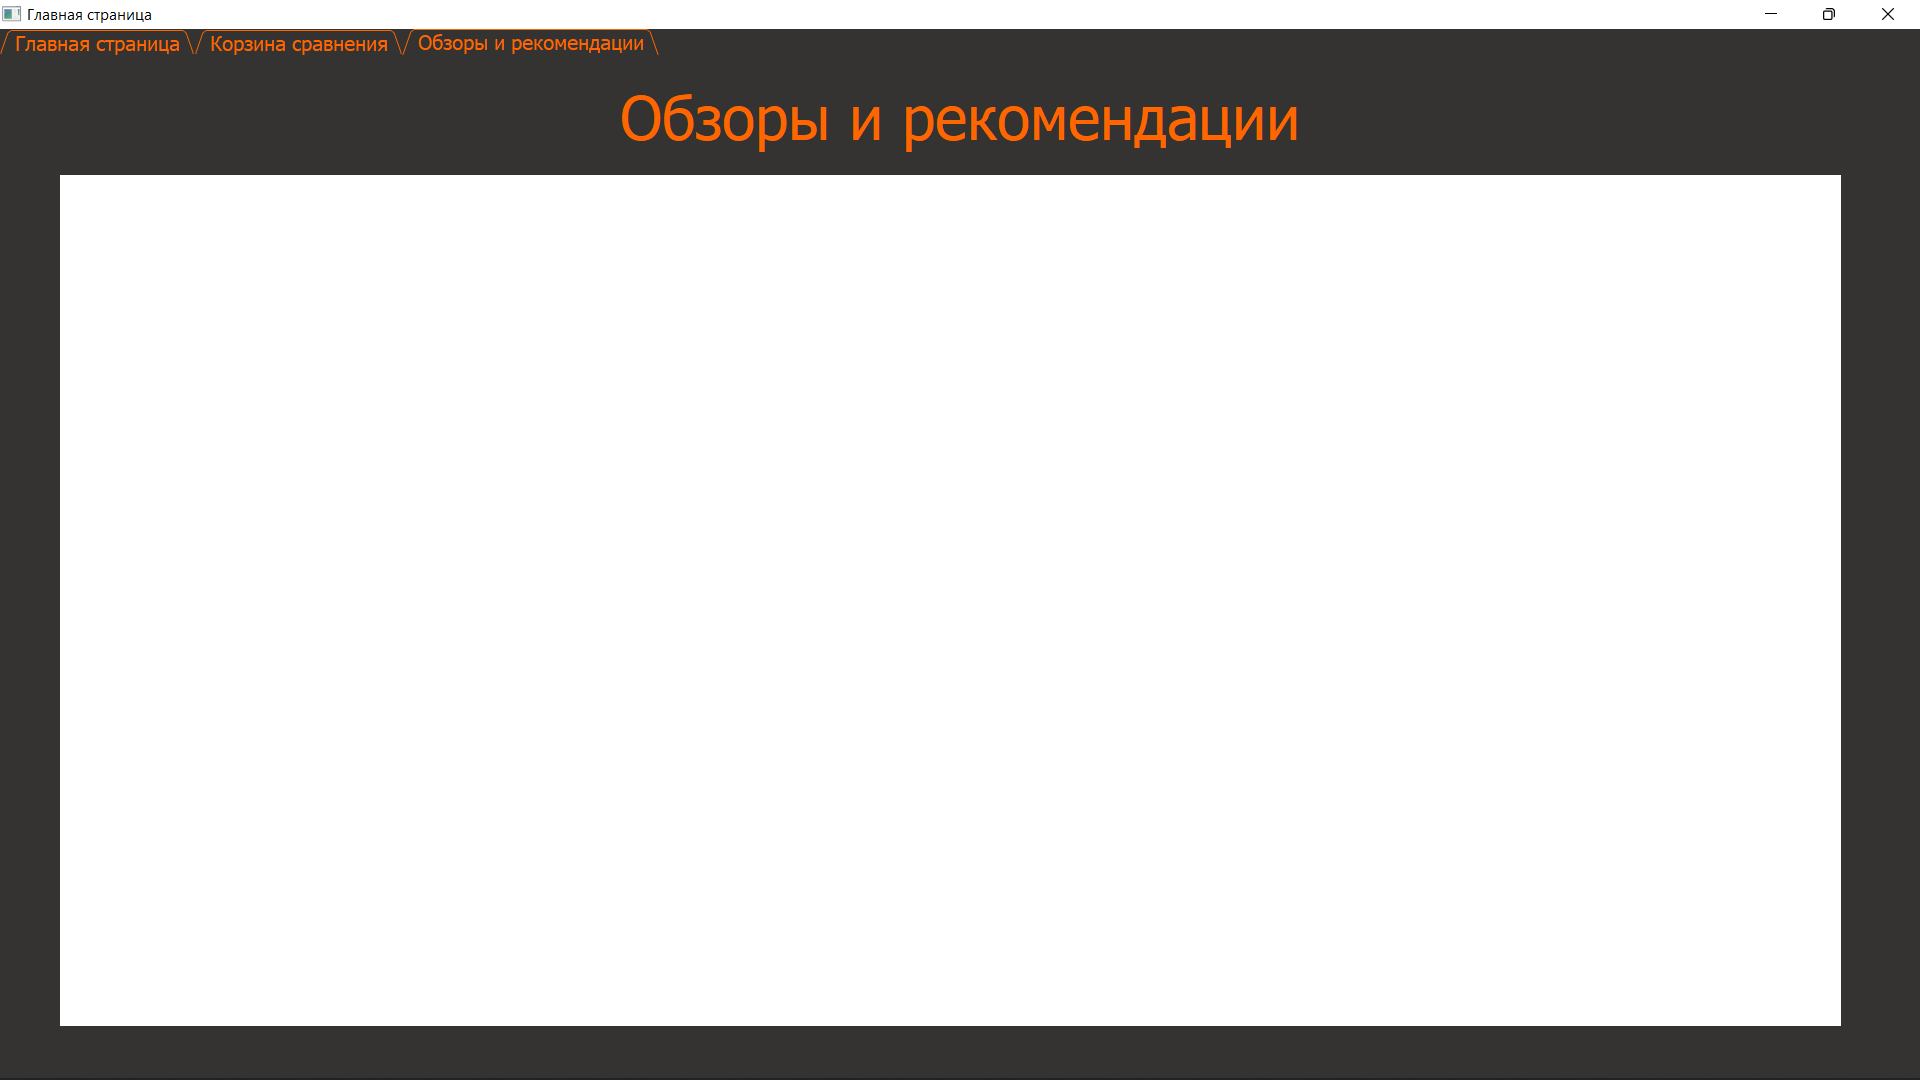 Главная страница
Главная страница Корзина сравнения Обзоры и рекомендации
Обзоры и рекомендации